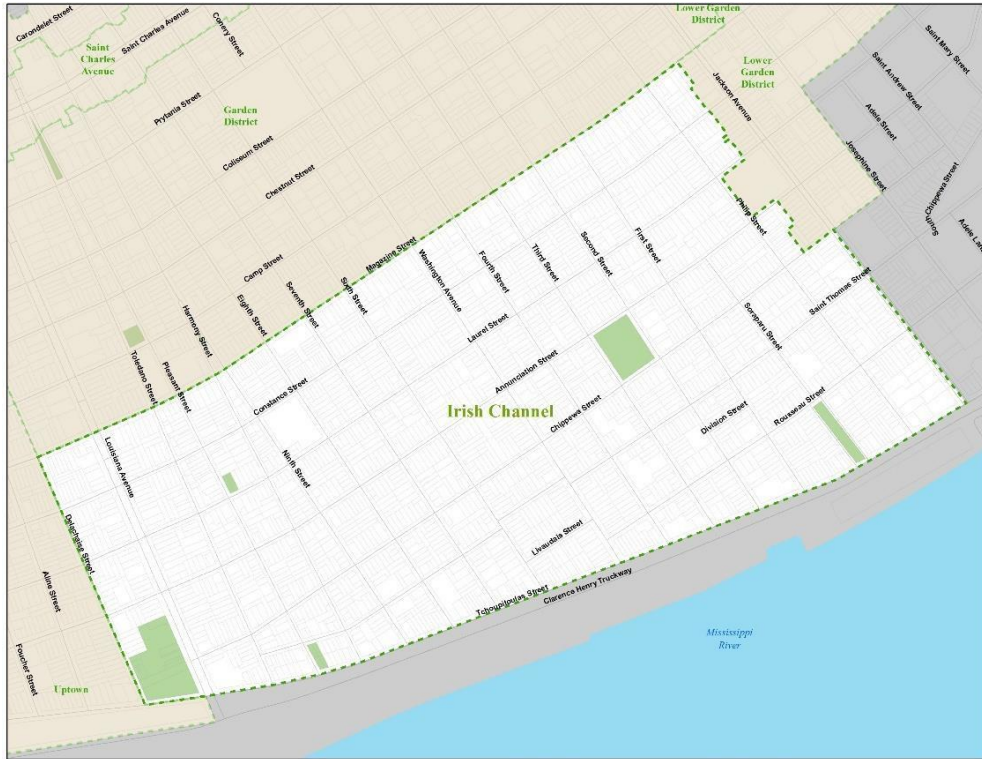 Carondelet Street
Saint Charles Avenue
Conery Street
Lower Garden
District
Saint
Charles
Avenue
Lower
Garden
District
Saint Mary Street
Saint Andrew Street
Jackson Avenue
Prytania Street
Garden
District
Adele Street
Coliseum Street
Josephine Street
Chippewa Street
South
Adele Lan
Chestnut Street
Philip Street
Magazine Street
Camp Street
Washington Avenue
Fourth Street
Third Street
Second Street
First Street
Sixth Street
Seventh Street
Eighth Street
Harmony Street
Pleasant Street
Toledano Street
Saint Thomas Street
Soraparu Street
Laurel Street
Annunciation Street
Constance Street
Irish Channel
Chippewa Street
Division Street
Rousseau Street
Louisiana Avenue
Ninth Street
Delachaise Street
Livaudais Street
Aline Street
Tchoupitoulas Street
Clarence Henry Truckway
Foucher Street
Uptown
Mississippi
River